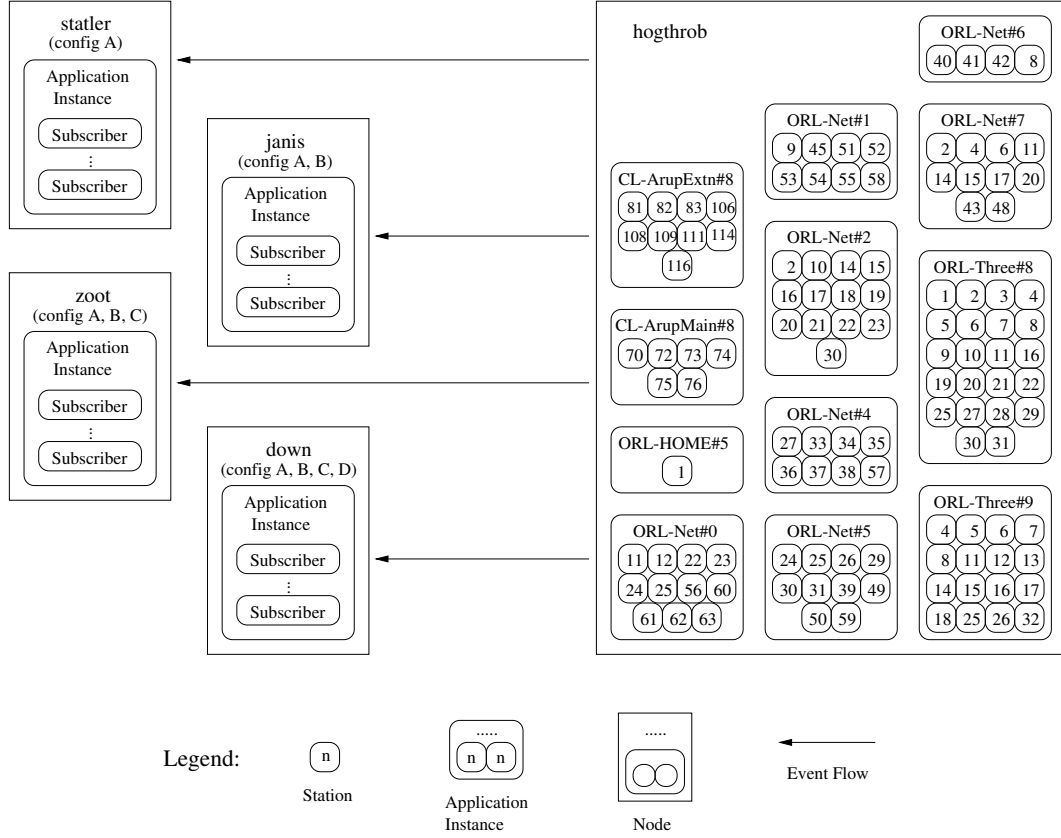 statler
(config A)
Application
Instance
Subscriber
...
Subscriber
janis
(config A, B)
Application
Instance
Subscriber
...
Subscriber
zoot
(config A, B, C)
Application
Instance
Subscriber
...
Subscriber
down
(config A, B, C, D)
Application
Instance
Subscriber
...
Subscriber
hogthrob
CL-ArupExtn#8
81 82 83 106
108 109 111 114
116
CL-ArupMain#8
70 72 73 74
75 76
ORL-HOME#5
1
ORL-Net#0
11 12 22 23
24 25 56 60
61 62 63
ORL-Net#1
9 45 51 52
53 54 55 58
ORL-Net#2
2 10 14 15
16 17 18 19
20 21 22 23
30
ORL-Net#4
27 33 34 35
36 37 38 57
ORL-Net#5
24 25 26 29
30 31 39 49
50 59
ORL-Net#6
40 41 42 8
ORL-Net#7
2 4 6 11
14 15 17 20
43 48
ORL-Three#8
1 2 3 4
5 6 7 8
9 10 11 16
19 20 21 22
25 27 28 29
30 31
ORL-Three#9
4 5 6 7
8 11 12 13
14 15 16 17
18 25 26 32
Legend:
n
Station
.....
n n
Application
Instance
.....
Node
Event Flow